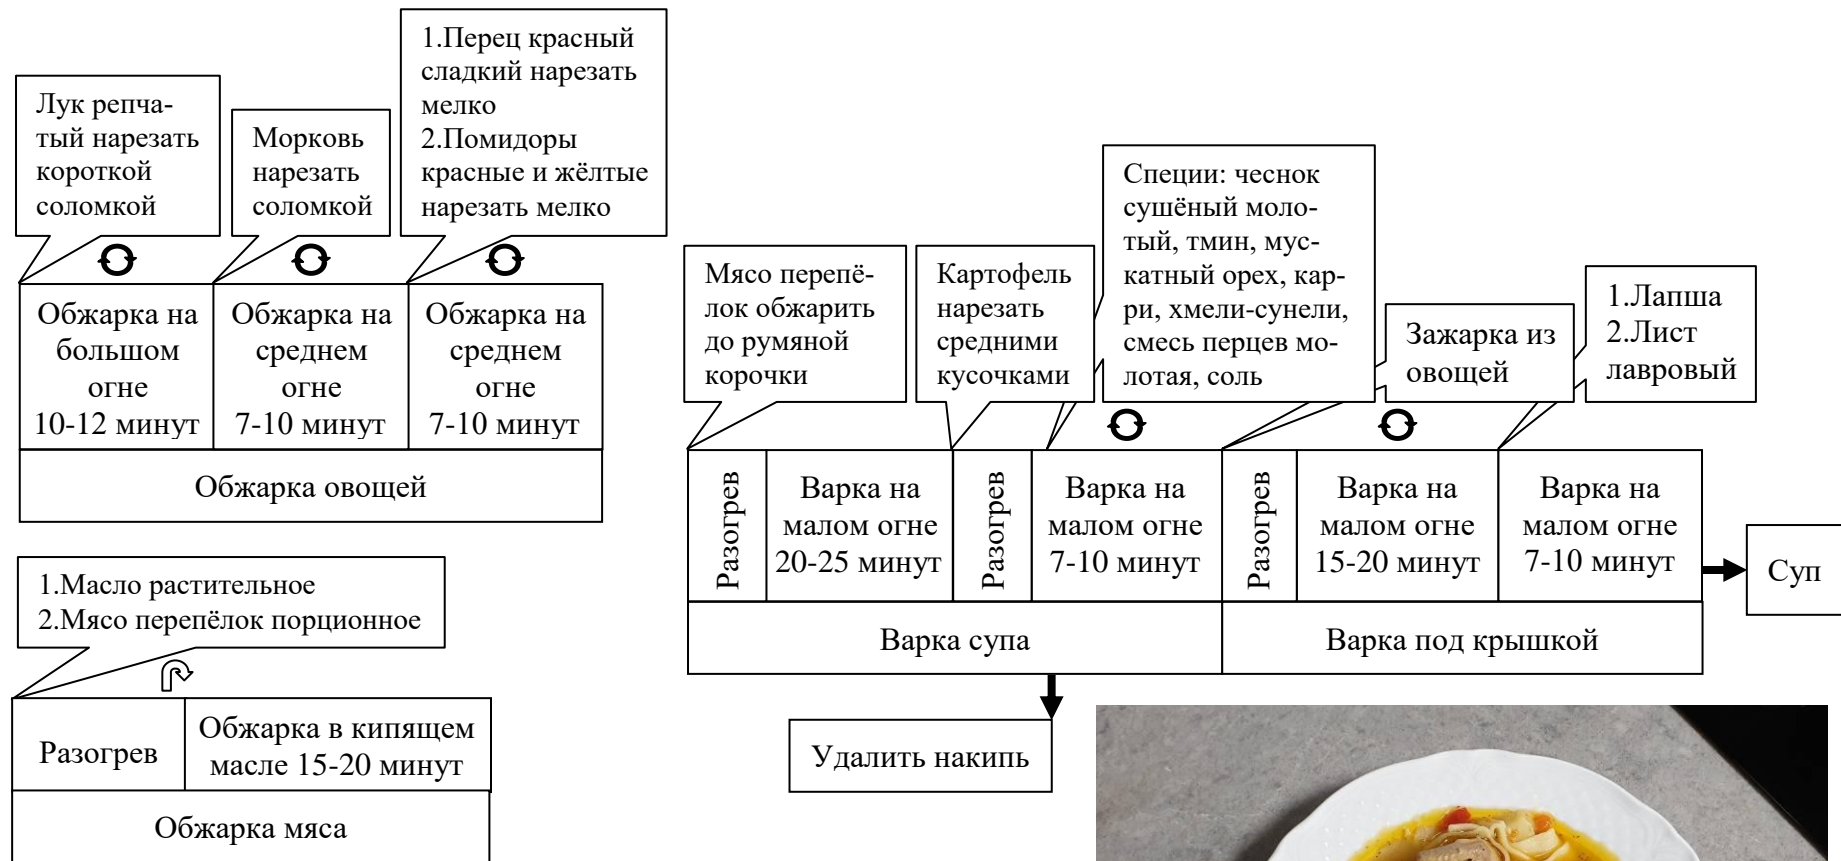 Лук репча-
тый нарезать
короткой
соломкой
Морковь
нарезать
соломкой
1.Перец красный
сладкий нарезать
мелко
2.Помидоры
красные и жёлтые
нарезать мелко
Обжарка на
большом
огне
10-12 минут
Обжарка на
среднем
огне
7-10 минут
Обжарка на
среднем
огне
7-10 минут
Обжарка овощей
1.Масло растительное
2.Мясо перепёлок порционное
Разогрев
Обжарка в кипящем
масле 15-20 минут
Обжарка мяса
Мясо перепё-
лок обжарить
до румяной
корочки
Картофель
нарезать
средними
кусочками
Специи: чеснок
сушёный моло-
тый, тмин, мус-
катный орех, кар-
ри, хмели-сунели,
смесь перцев мо-
лотая, соль
Зажарка из
овощей
1.Лапша
2.Лист
лавровый
Разогрев
Варка на
малом огне
20-25 минут
Разогрев
Варка на
малом огне
7-10 минут
Разогрев
Варка на
малом огне
15-20 минут
Варка на
малом огне
7-10 минут
Варка супа
Варка под крышкой
Суп
Удалить накипь